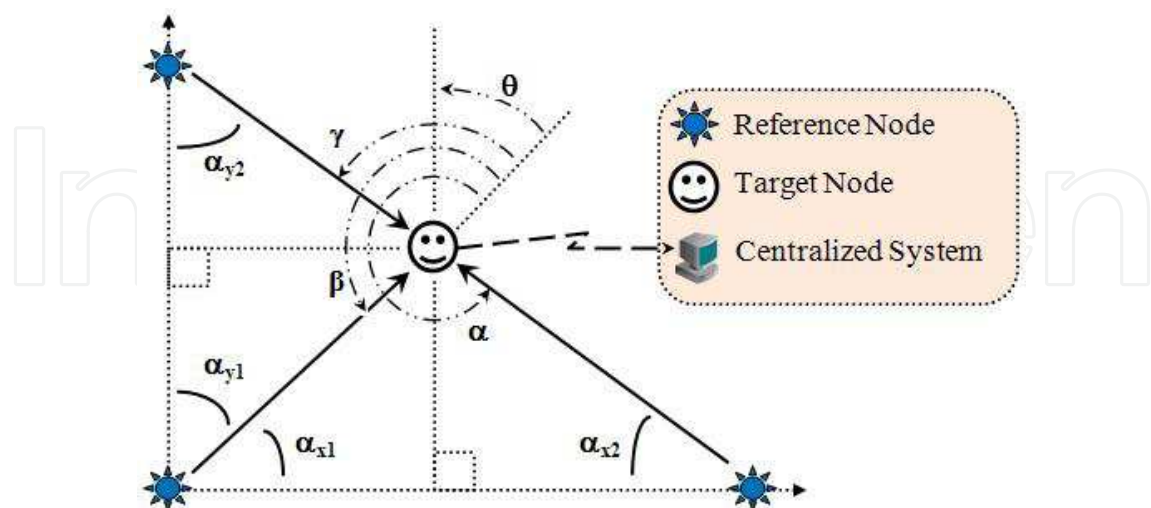 θ
γ
α_y2
Reference Node
Target Node
Centralized System
β
α
α_y1
α_x1
α_x2